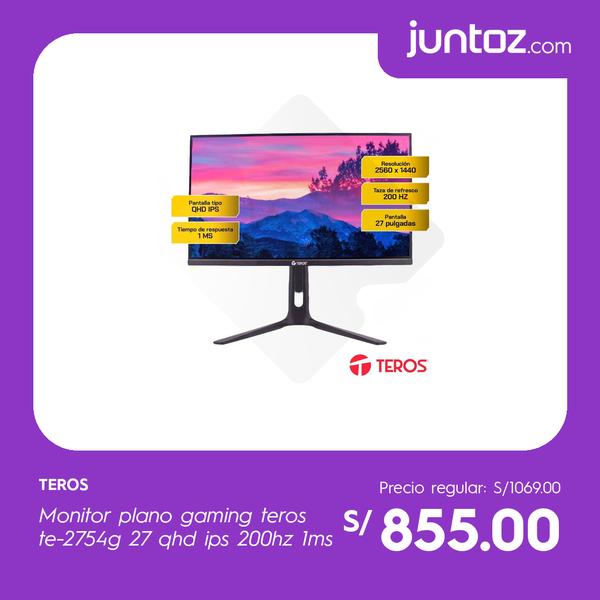 juntoz.com
Resolución
2560 x 1440
Taza de refresco
200 HZ
Pantalla
27 pulgadas
Pantalla tipo
QHD IPS
Tiempo de respuesta
1 MS
TEROS
TEROS
TEROS
Precio regular: S/1069.00
Monitor plano gaming teros
te-2754g 27 qhd ips 200hz 1ms
S/ 855.00